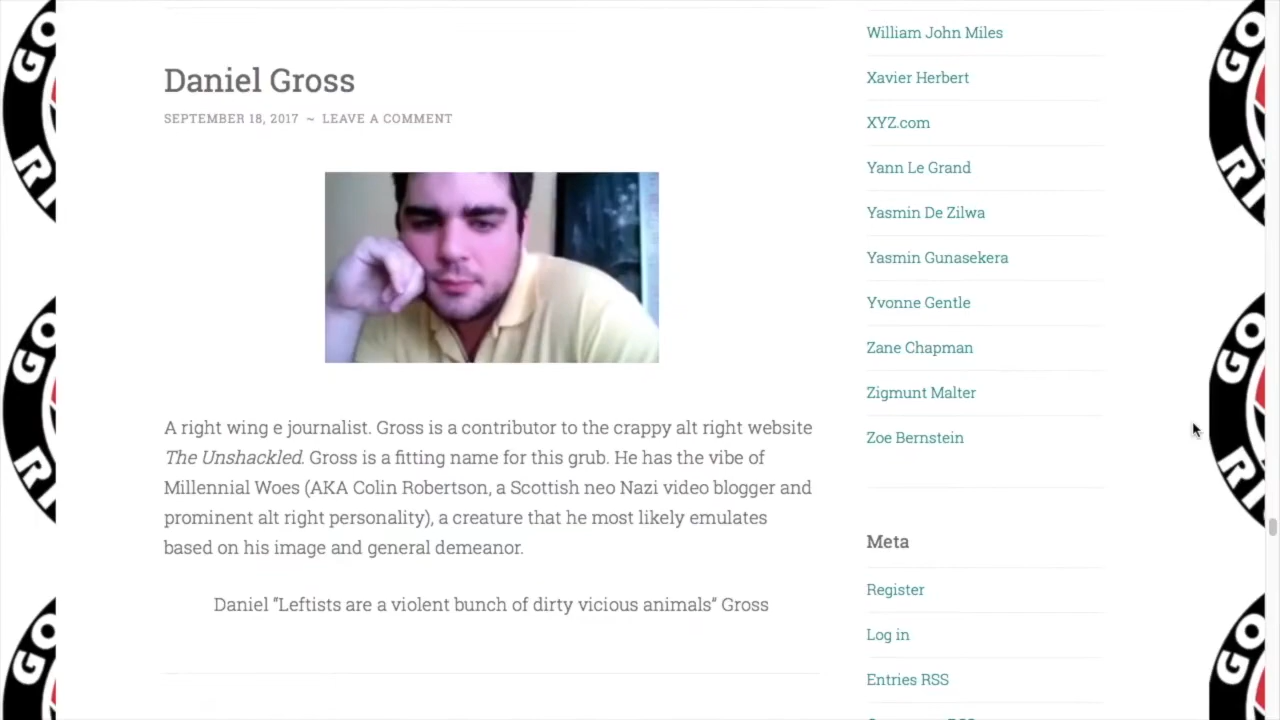 Daniel Gross
SEPTEMBER 18, 2017 ~ LEAVE A COMMENT
A right wing e journalist. Gross is a contributor to the crappy alt right website
The Unshackled. Gross is a fitting name for this grub. He has the vibe of
Millennial Woes (AKA Colin Robertson, a Scottish neo Nazi video blogger and
prominent alt right personality), a creature that he most likely emulates
based on his image and general demeanor.
Daniel “Leftists are a violent bunch of dirty vicious animals” Gross
William John Miles
Xavier Herbert
XYZ.com
Yann Le Grand
Yasmin De Zilwa
Yasmin Gunasekera
Yvonne Gentle
Zane Chapman
Zigmunt Malter
Zoe Bernstein
Meta
Register
Log in
Entries RSS